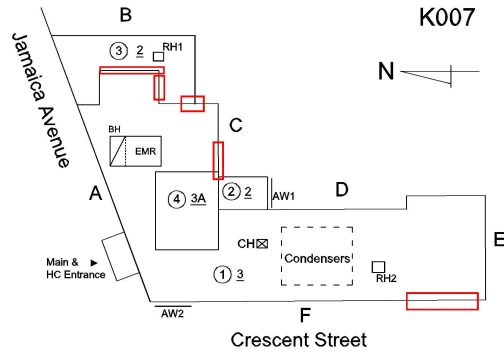 B
K007
③ 2
RH1
N
Jamaica Avenue
C
BH
EMR
A
④ 3A
② 2
AW1
D
E
CH
Condensers
Main &
HC Entrance
① 3
RH2
AW2
F
Crescent Street